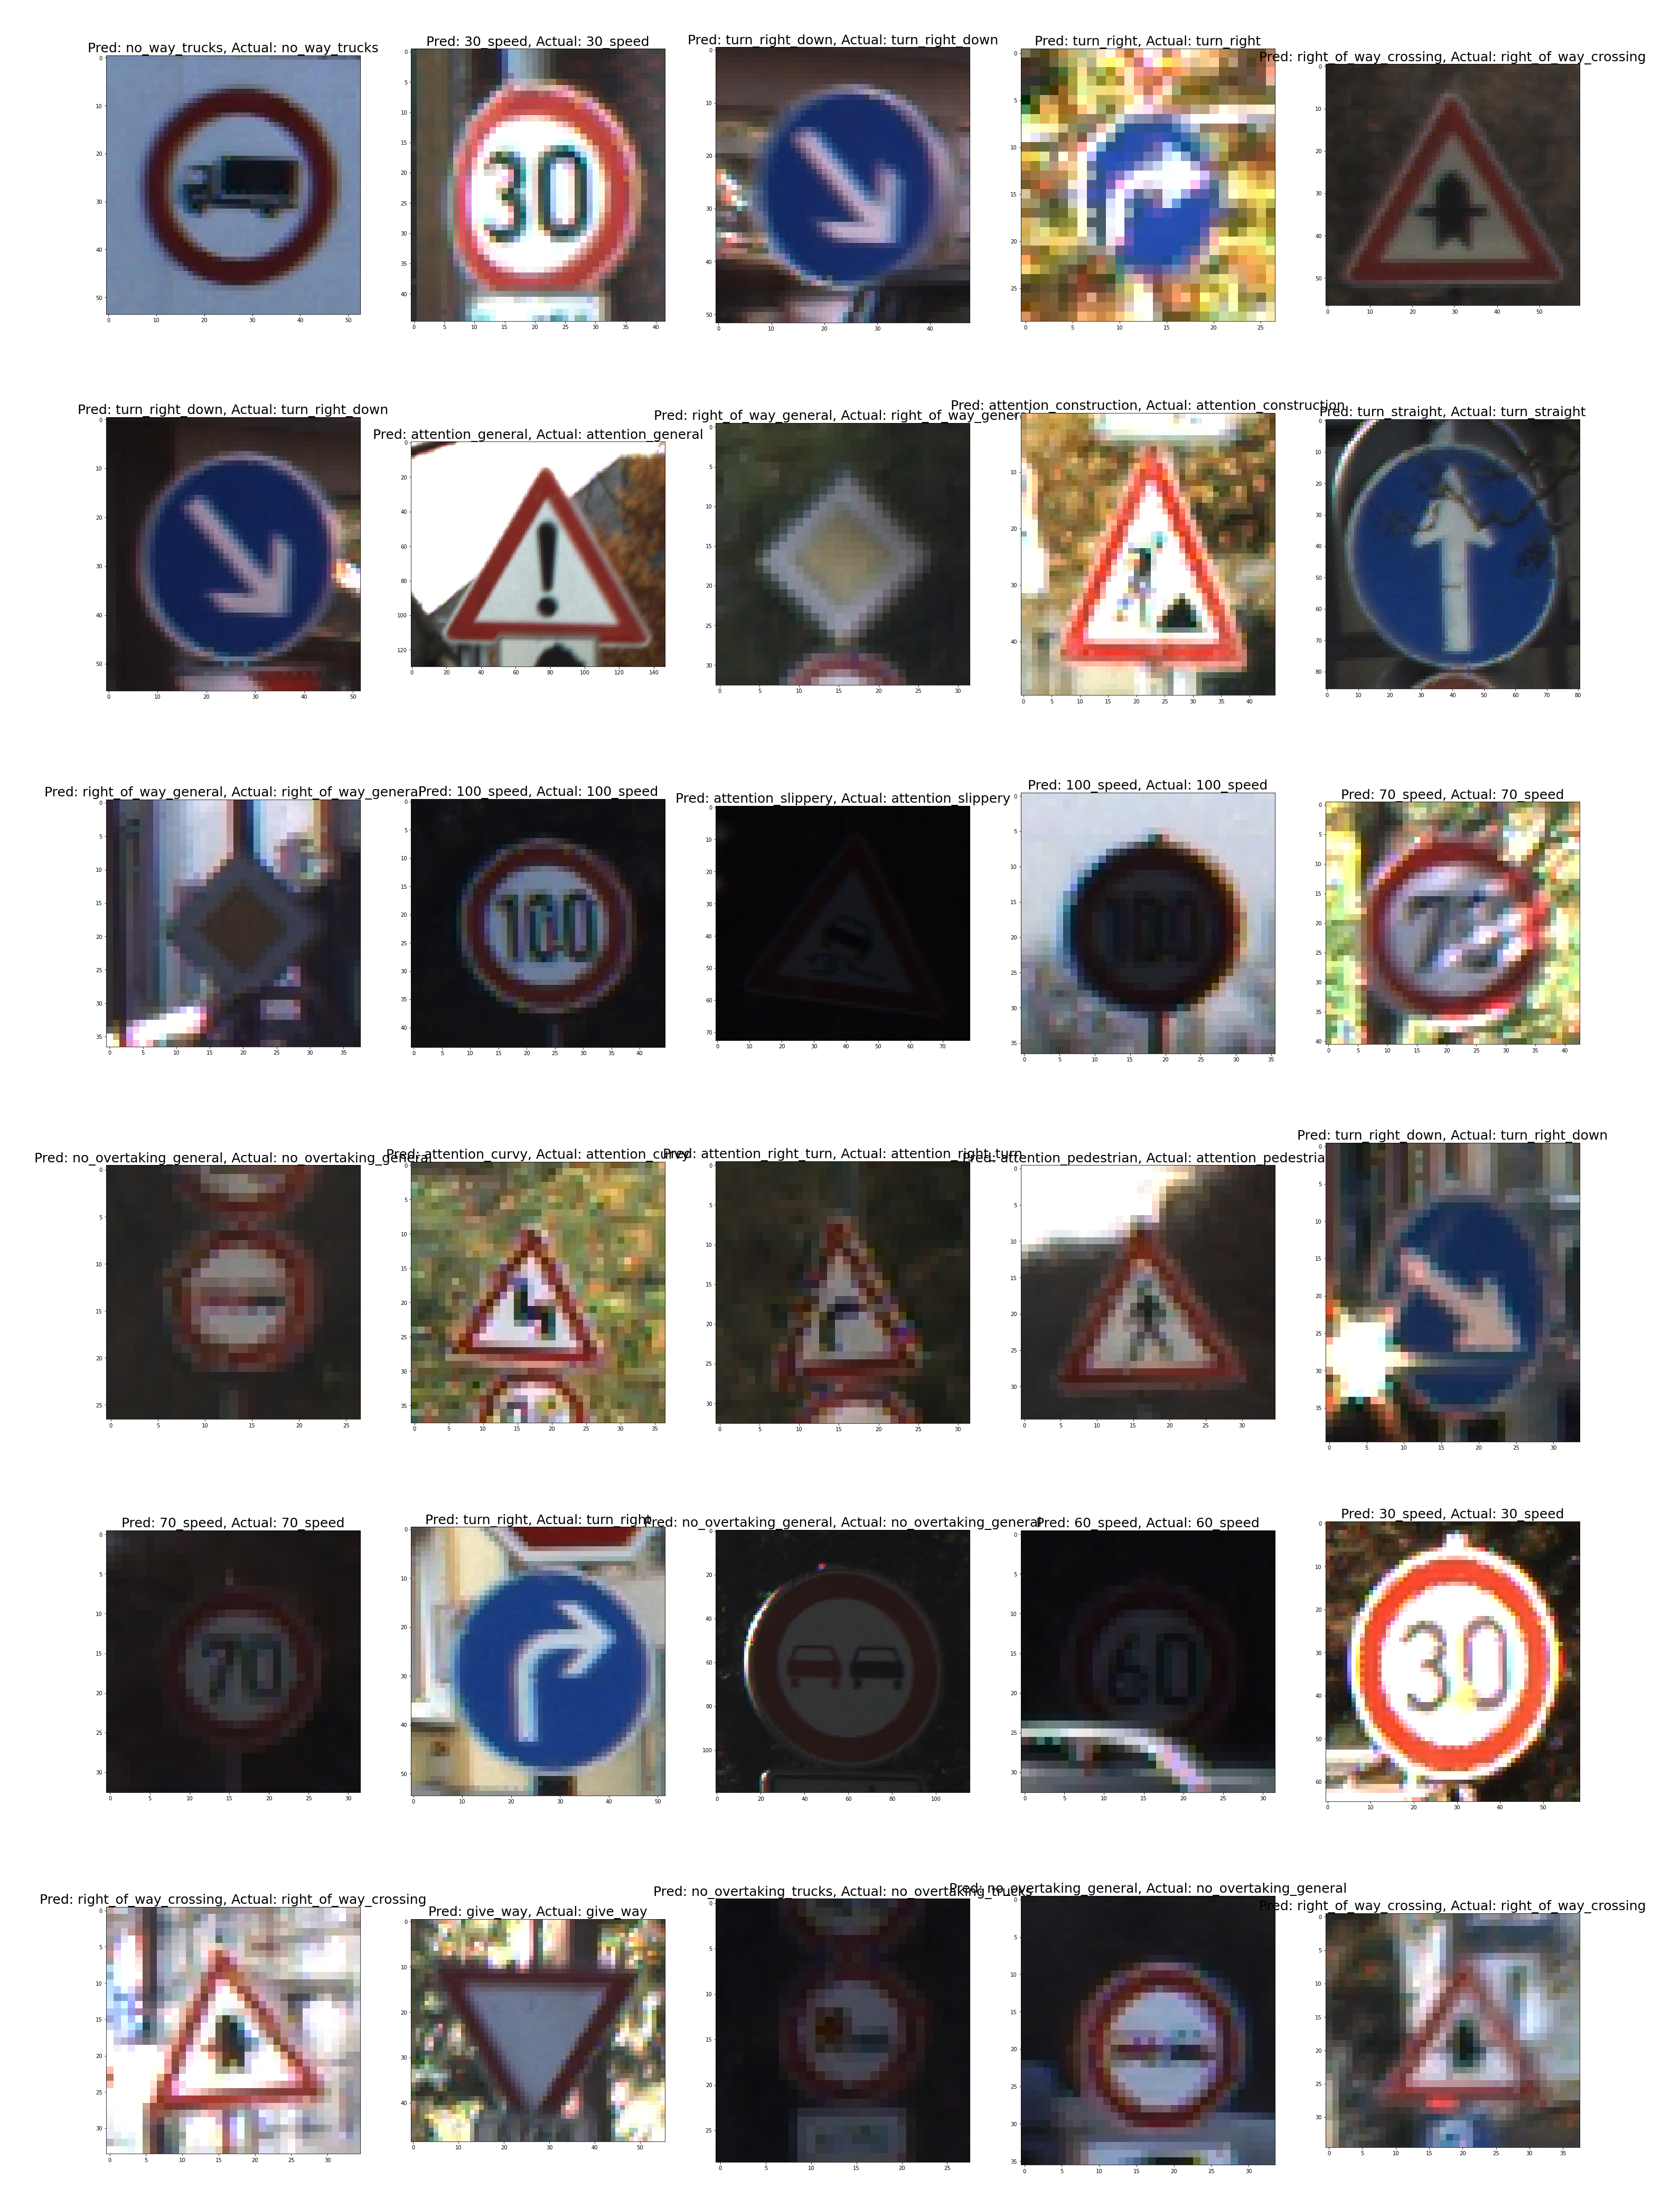 Pred: no_way_trucks, Actual: no_way_trucks
Pred: 30_speed, Actual: 30_speed
30
Pred: turn_right_down, Actual: turn_right_down
Pred: turn_right, Actual: turn_right
Pred: right_of_way_crossing, Actual: right_of_way_crossing
Pred: turn_right_down, Actual: turn_right_down
Pred: attention_general, Actual: attention_general
Pred: right_of_way_general, Actual: right_of_way_gener
Pred: attention_construction, Actual: attention_construction
Pred: turn_straight, Actual: turn_straight
Pred: right_of_way_general, Actual: right_of_way_general
Pred: 100_speed, Actual: 100_speed
100
Pred: attention_slippery, Actual: attention_slippery
Pred: 100_speed, Actual: 100_speed
100
Pred: 70_speed, Actual: 70_speed
Pred: no_overtaking_general, Actual: no_overtaking_general
Pred: attention_curvy, Actual: attention_curvy
Pred: attention_right_turn, Actual: attention_right_turn
Pred: attention_pedestrian, Actual: attention_pedestrian
Pred: turn_right_down, Actual: turn_right_down
Pred: 70_speed, Actual: 70_speed
70
Pred: turn_right, Actual: turn_right
Pred: no_overtaking_general, Actual: no_overtaking_general
Pred: 60_speed, Actual: 60_speed
60
Pred: 30_speed, Actual: 30_speed
30
Pred: right_of_way_crossing, Actual: right_of_way_crossing
Pred: give_way, Actual: give_way
Pred: no_overtaking_trucks, Actual: no_overtaking_trucks
Pred: no_overtaking_general, Actual: no_overtaking_general
Pred: right_of_way_crossing, Actual: right_of_way_crossing